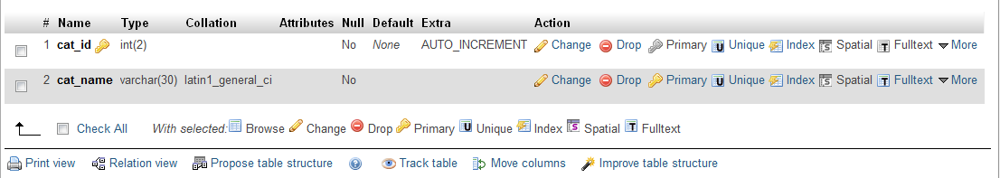 # Name Type Collation Attributes Null Default Extra Action
1 cat_id int(2) No None AUTO_INCREMENT Change Drop Primary Unique Index Spatial Fulltext More
2 cat_name varchar(30) latin1_general_ci No Change Drop Primary Unique Index Spatial Fulltext More
Check All With selected: Browse Change Drop Primary Unique Index Spatial Fulltext
Print view Relation view Propose table structure Track table Move columns Improve table structure